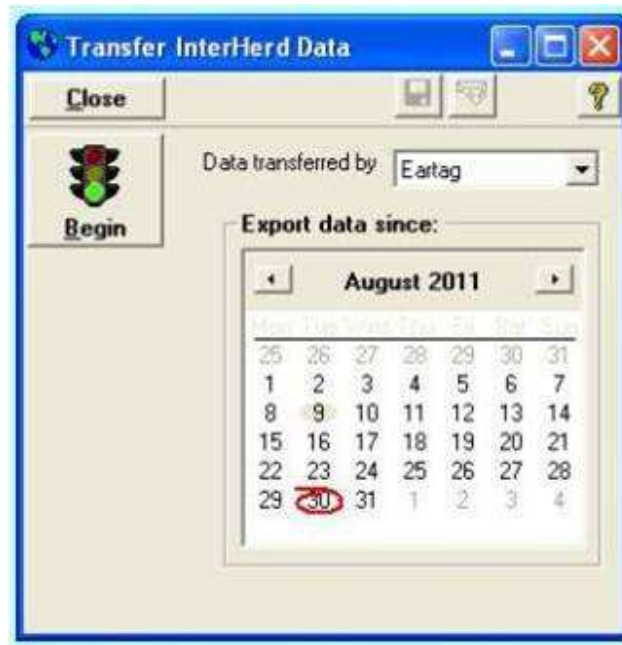 Transfer InterHerd Data
Close
?
Data transferred by Eartag
Begin
Export data since:
August 2011
Mon Tue Wed Thu Fri Sat Sun
25 26 27 28 29 30 31
1 2 3 4 5 6 7
8 9 10 11 12 13 14
15 16 17 18 19 20 21
22 23 24 25 26 27 28
29 30 31 1 2 3 4